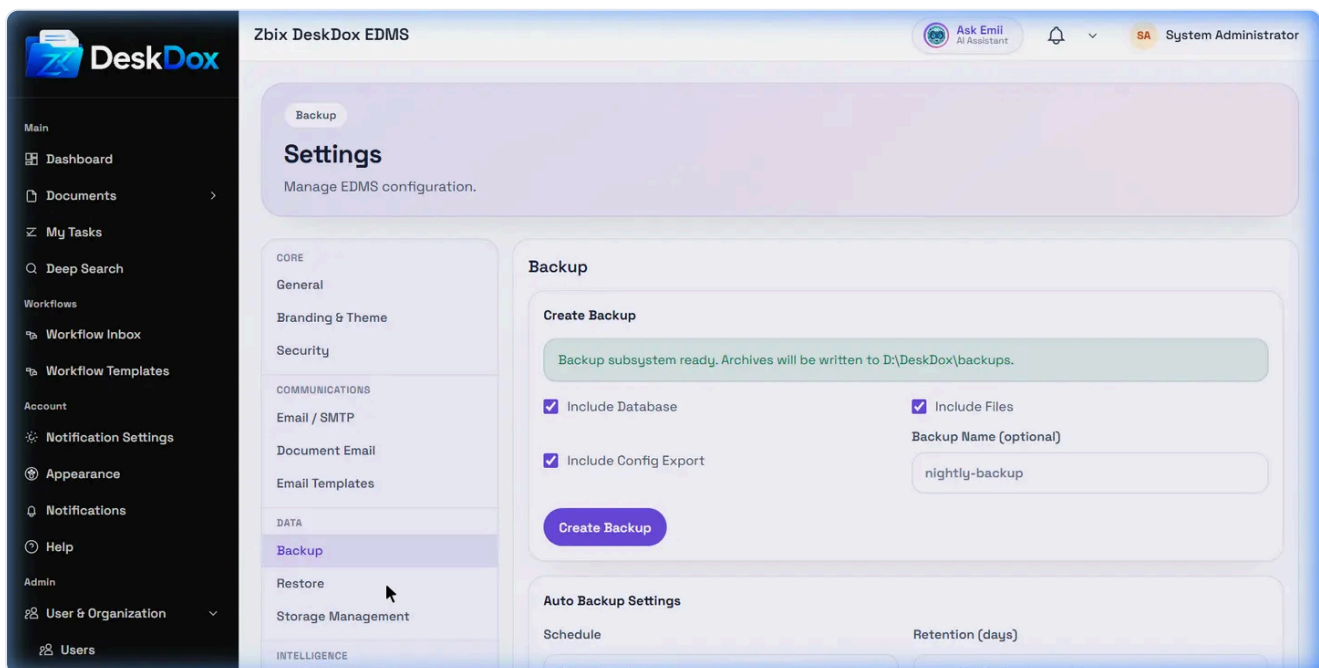 DeskDox
Zbix DeskDox EDMS
Ask Emii
AI Assistant
SA
System Administrator
Main
Dashboard
Documents
My Tasks
Deep Search
Workflows
Workflow Inbox
Workflow Templates
Account
Notification Settings
Appearance
Notifications
Help
Admin
User & Organization
Users
Backup
Settings
Manage EDMS configuration.
CORE
General
Branding & Theme
Security
COMMUNICATIONS
Email / SMTP
Document Email
Email Templates
DATA
Backup
Restore
Storage Management
INTELLIGENCE
Backup
Create Backup
Backup subsystem ready. Archives will be written to D:\DeskDox\backups.
Include Database
Include Files
Include Config Export
Backup Name (optional)
nightly-backup
Create Backup
Auto Backup Settings
Schedule
Retention (days)